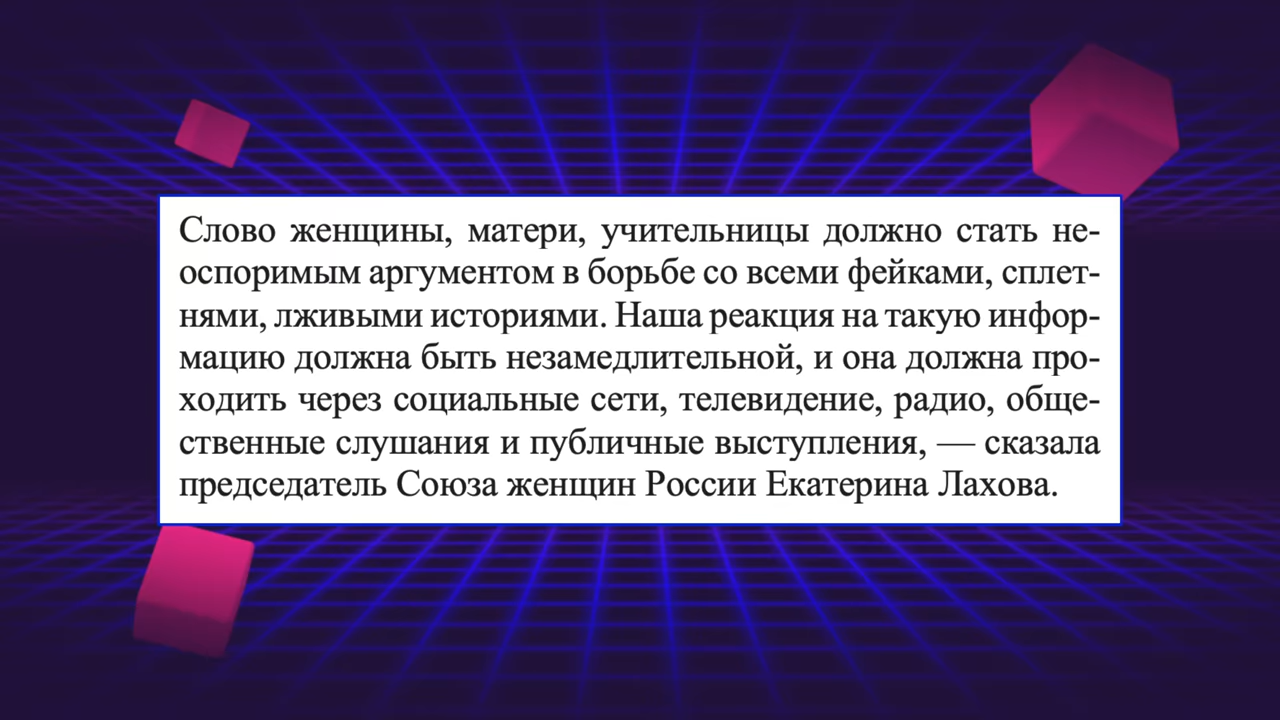 Слово женщины, матери, учительницы должно стать не-
оспоримым аргументом в борьбе со всеми фейками, сплет-
нями, лживыми историями. Наша реакция на такую инфор-
мацию должна быть незамедлительной, и она должна про-
ходить через социальные сети, телевидение, радио, обще-
ственные слушания и публичные выступления, — сказала
председатель Союза женщин России Екатерина Лахова.